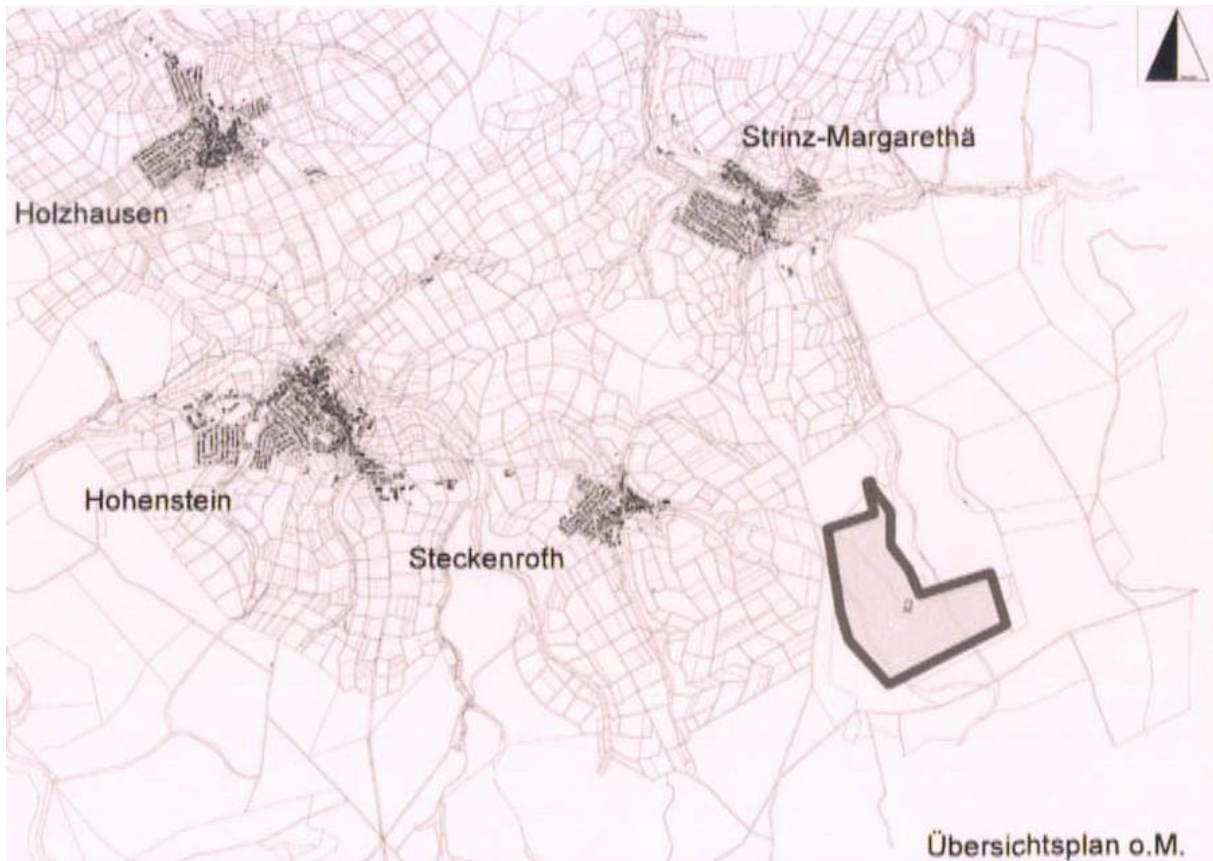 Strinz-Margarethä
Holzhausen
Hohenstein
Steckenroth
Übersichtsplan o.M.